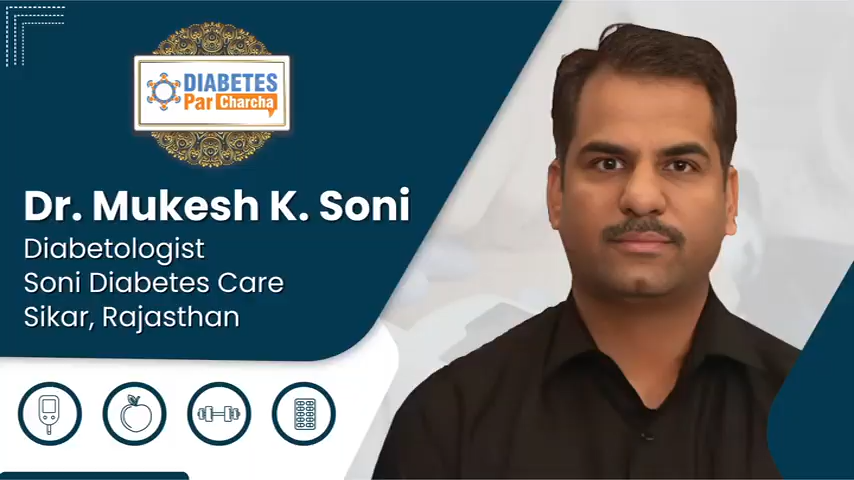 DIABETES
Par Charcha
Dr. Mukesh K. Soni
Diabetologist
Soni Diabetes Care
Sikar, Rajasthan